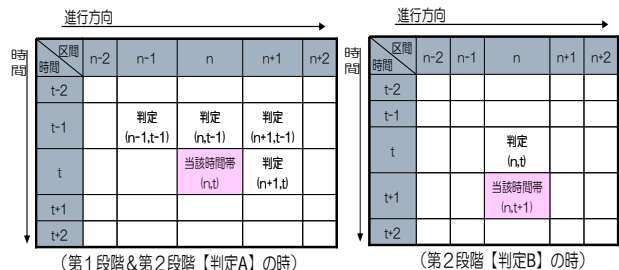 進行方向
時間
区間
時間
n-2 n-1 n n+1 n+2
t-2
t-1
判定 判定 判定
(n-1,t-1) (n,t-1) (n+1,t-1)
t
当該時間帯 判定
(n,t) (n+1,t)
t+1
t+2
(第1段階&第2段階【判定A】の時)
進行方向
時間
区間
時間
n-2 n-1 n n+1 n+2
t-2
t-1
t
判定
(n,t)
t+1
当該時間帯
(n,t+1)
t+2
(第2段階【判定B】の時)